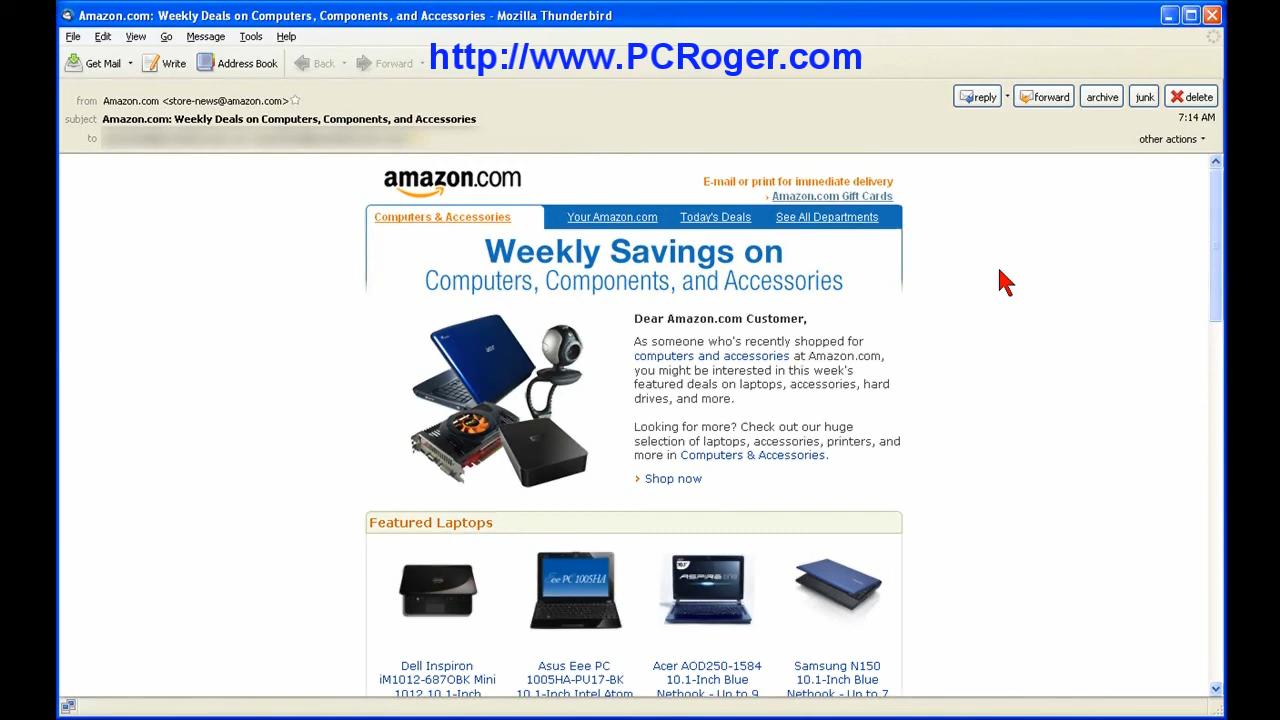 Amazon.com: Weekly Deals on Computers, Components, and Accessories - Mozilla Thunderbird
File Edit View Go Message Tools Help
http://www.PCRoger.com
Get Mail Write Address Book Back Forward
from Amazon.com <store-news@amazon.com>
reply forward archive junk delete
subject Amazon.com: Weekly Deals on Computers, Components, and Accessories
7:14 AM
to
other actions
amazon.com
E-mail or print for immediate delivery
› Amazon.com Gift Cards
Computers & Accessories Your Amazon.com Today's Deals See All Departments
Weekly Savings on
Computers, Components, and Accessories
Dear Amazon.com Customer,
As someone who's recently shopped for
computers and accessories at Amazon.com,
you might be interested in this week's
featured deals on laptops, accessories, hard
drives, and more.
Looking for more? Check out our huge
selection of laptops, accessories, printers, and
more in Computers & Accessories.
› Shop now
Featured Laptops
Eee PC 1005HA
ASPIRE one
Dell Inspiron
iM1012-687OBK Mini
1012 10.1-Inch
Asus Eee PC
1005HA-PU17-BK
10.1-Inch Intel Atom
Acer AOD250-1584
10.1-Inch Blue
Netbook - Up to 9
Samsung N150
10.1-Inch Blue
Netbook - Up to 7